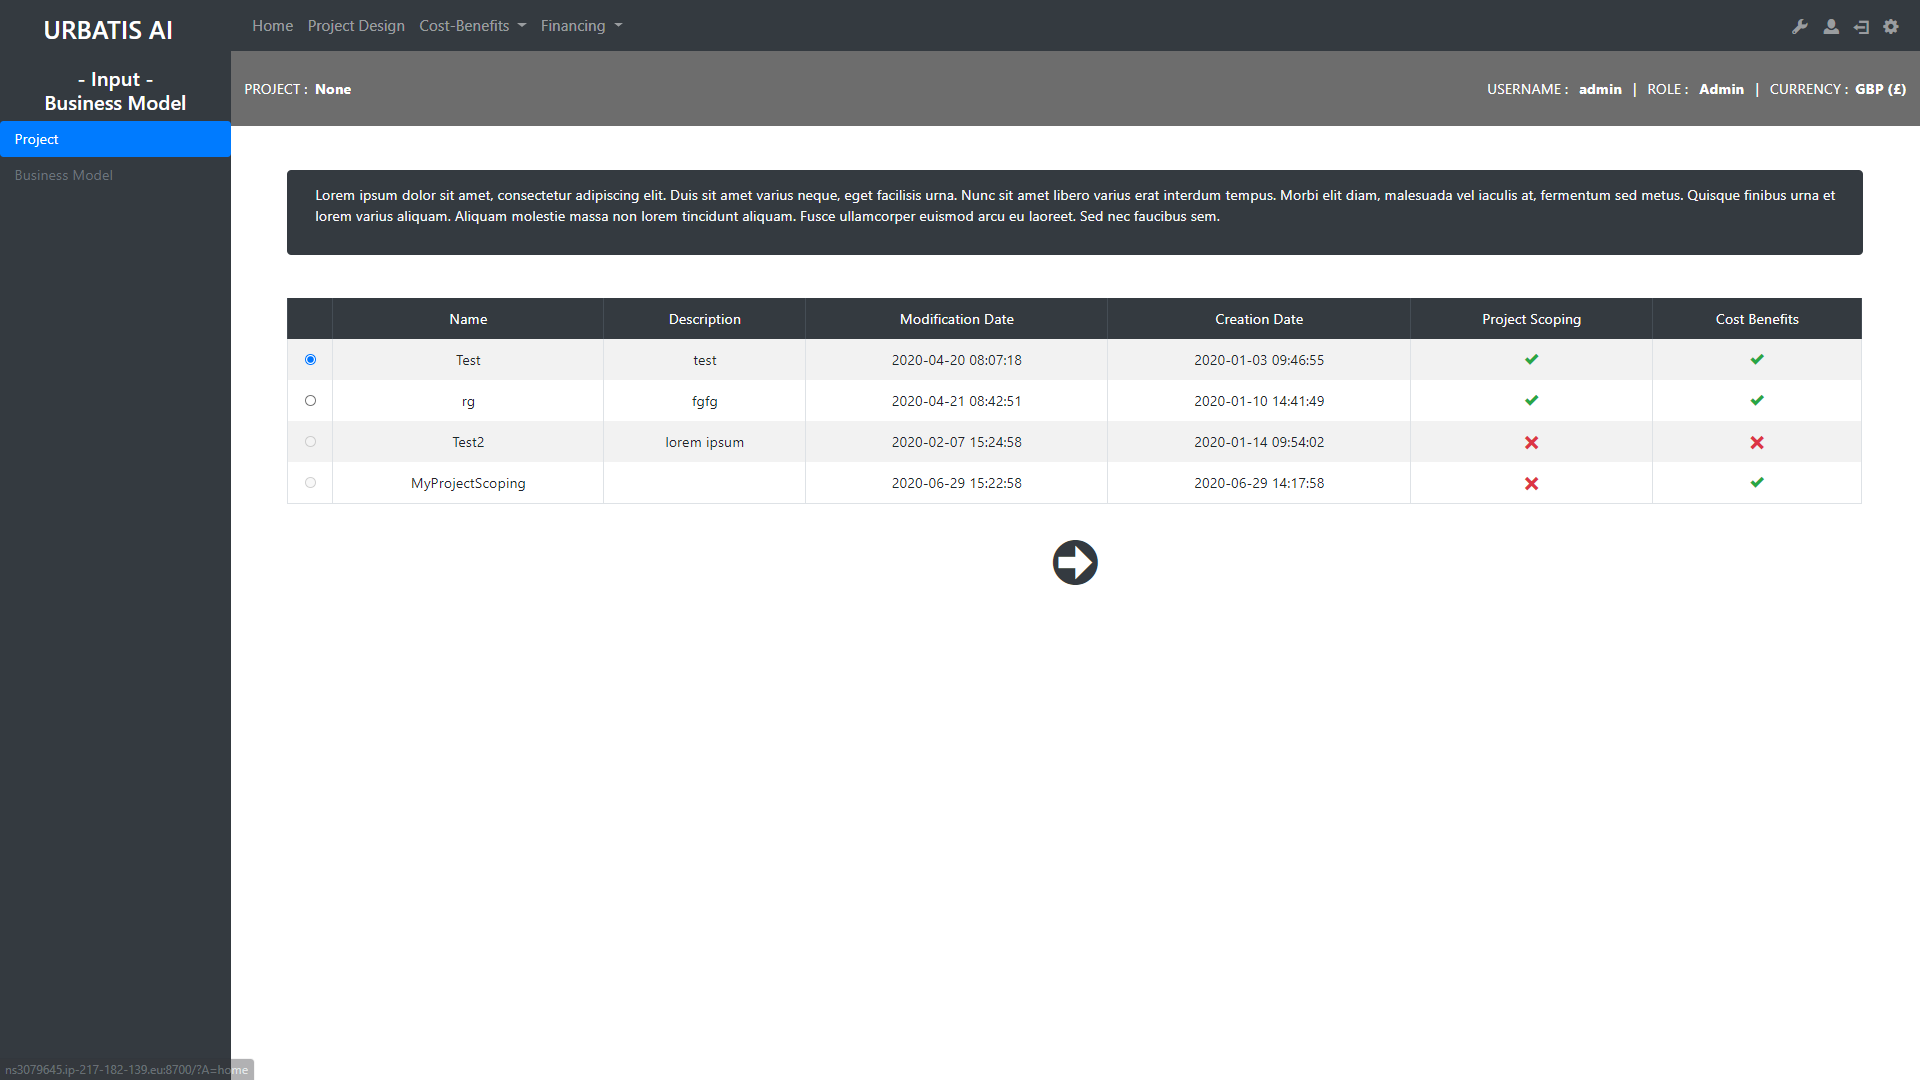 URBATIS AI
Home Project Design Cost-Benefits Financing
- Input -
Business Model
Project
Business Model
PROJECT : None
USERNAME : admin | ROLE : Admin | CURRENCY : GBP (£)
Lorem ipsum dolor sit amet, consectetur adipiscing elit. Duis sit amet varius neque, eget facilisis urna. Nunc sit amet libero varius erat interdum tempus. Morbi elit diam, malesuada vel iaculis at, fermentum sed metus. Quisque finibus urna et
lorem varius aliquam. Aliquam molestie massa non lorem tincidunt aliquam. Fusce ullamcorper euismod arcu eu laoreet. Sed nec faucibus sem.
Name Description Modification Date Creation Date Project Scoping Cost Benefits
Test test 2020-04-20 08:07:18 2020-01-03 09:46:55
rg fgfg 2020-04-21 08:42:51 2020-01-10 14:41:49
Test2 lorem ipsum 2020-02-07 15:24:58 2020-01-14 09:54:02
MyProjectScoping 2020-06-29 15:22:58 2020-06-29 14:17:58
ns3079645.ip-217-182-139.eu:8700/?A=home